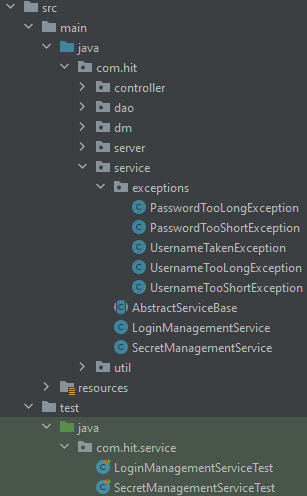 src
main
java
com.hit
controller
dao
dm
server
service
exceptions
PasswordTooLongException
PasswordTooShortException
UsernameTakenException
UsernameTooLongException
UsernameTooShortException
AbstractServiceBase
LoginManagementService
SecretManagementService
util
resources
test
java
com.hit.service
LoginManagementServiceTest
SecretManagementServiceTest